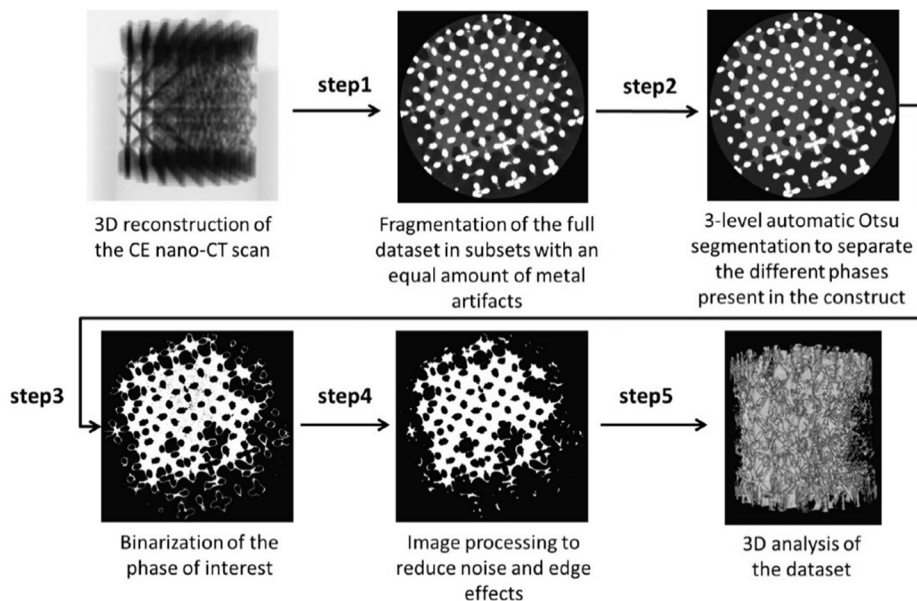 step1
step2
3D reconstruction of
the CE nano-CT scan
Fragmentation of the full
dataset in subsets with an
equal amount of metal
artifacts
3-level automatic Otsu
segmentation to separate
the different phases
present in the construct
step3
step4
step5
Binarization of the
phase of interest
Image processing to
reduce noise and edge
effects
3D analysis of
the dataset